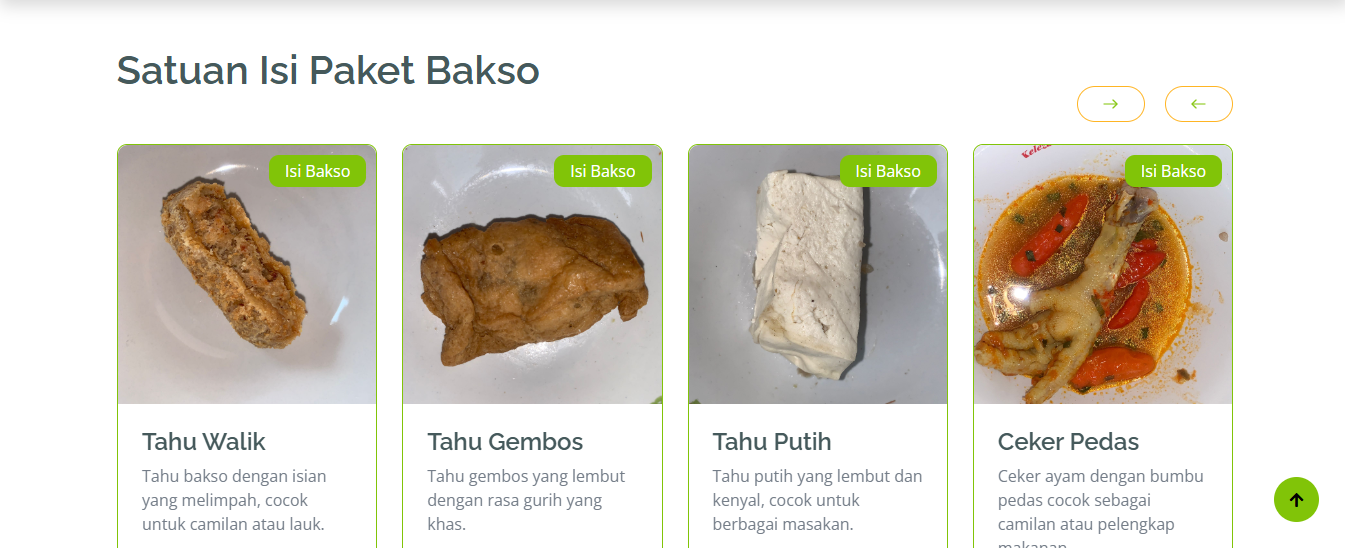 Satuan Isi Paket Bakso
Isi Bakso
Isi Bakso
Isi Bakso
Isi Bakso
Tahu Walik
Tahu bakso dengan isian
yang melimpah, cocok
untuk camilan atau lauk.
Tahu Gembos
Tahu gembos yang lembut
dengan rasa gurih yang
khas.
Tahu Putih
Tahu putih yang lembut dan
kenyal, cocok untuk
berbagai masakan.
Ceker Pedas
Ceker ayam dengan bumbu
pedas cocok sebagai
camilan atau pelengkap
makanan.